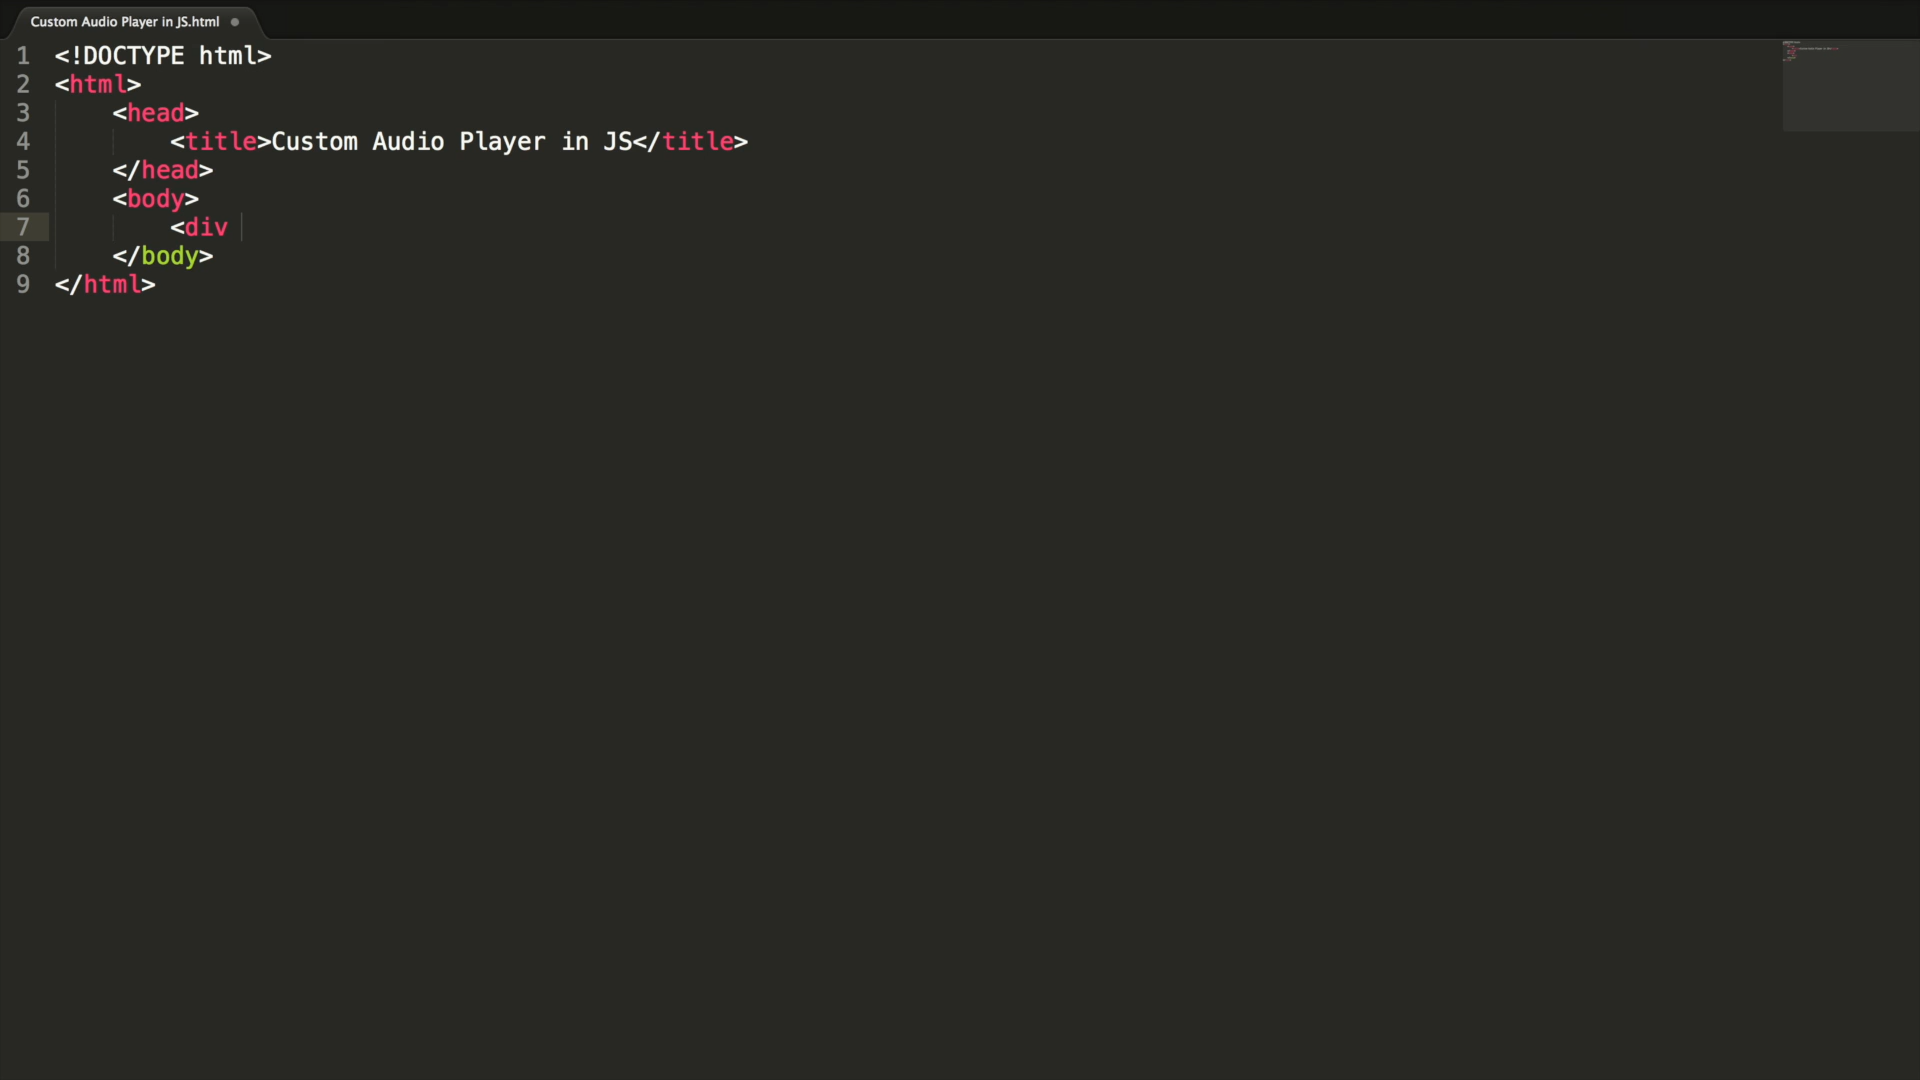 Custom Audio Player in JS.html
1 <!DOCTYPE html>
2 <html>
3 <head>
4 <title>Custom Audio Player in JS</title>
5 </head>
6 <body>
7 <div
8 </body>
9 </html>